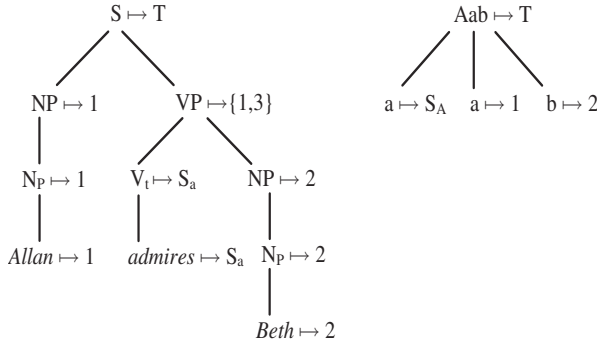 S ↦ T
Aab ↦ T
NP ↦ 1
VP ↦ {1,3}
a ↦ S_A
a ↦ 1
b ↦ 2
N_P ↦ 1
V_t ↦ S_a
NP ↦ 2
Allan ↦ 1
admires ↦ S_a
N_P ↦ 2
Beth ↦ 2